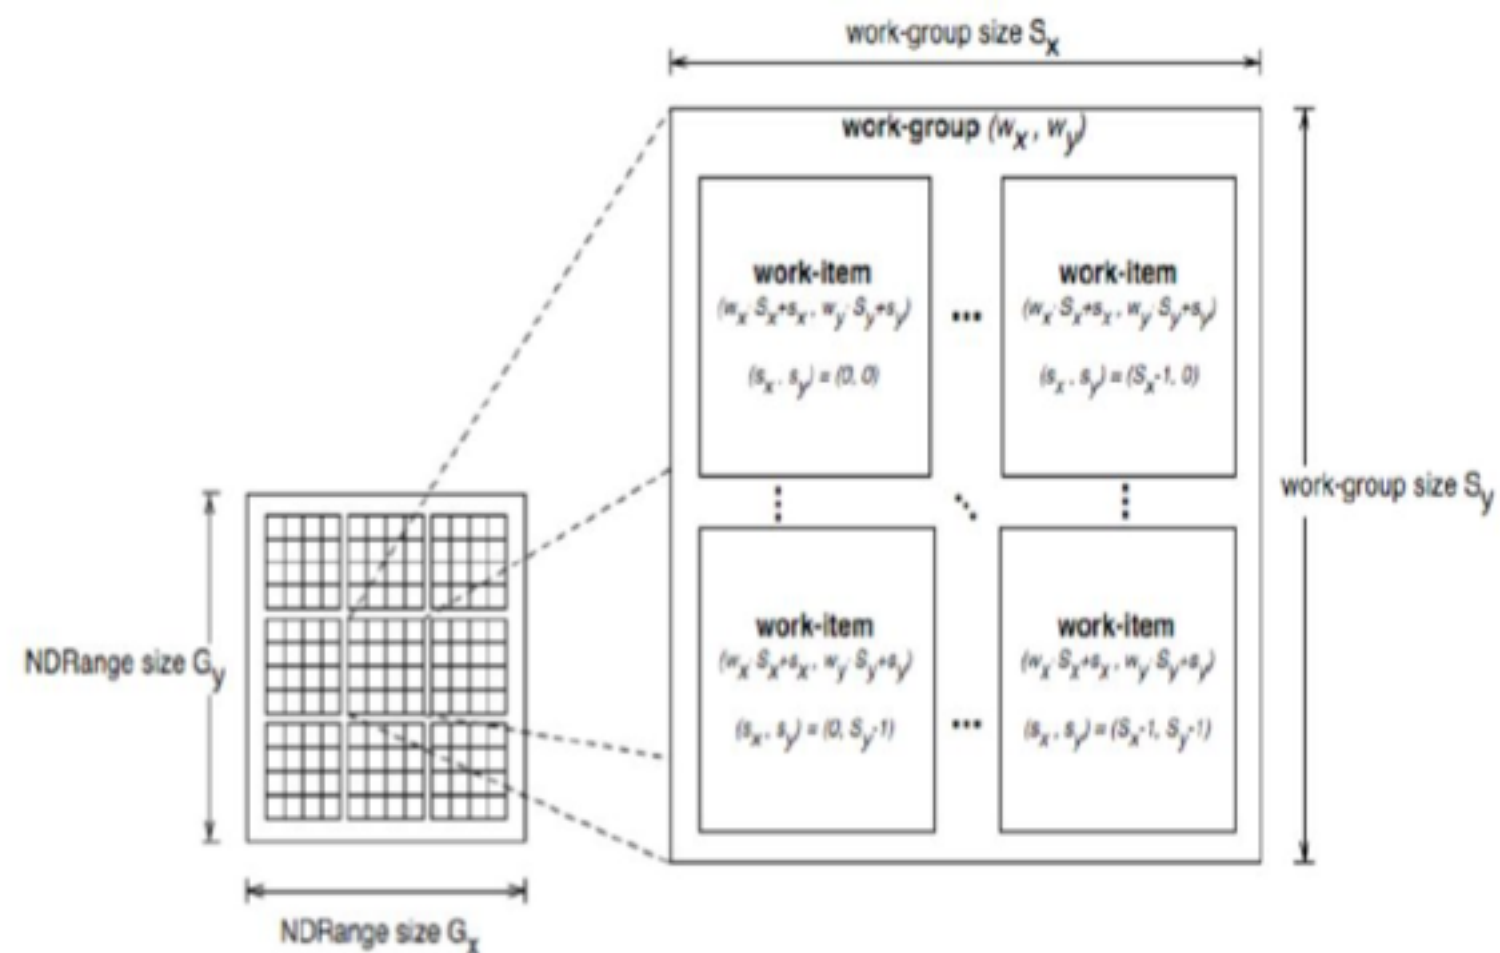 work-group size Sx
work-group (wx, wy)
work-item
(wx·Sx+sx, wy·Sy+sy)
(sx, sy) = (0, 0)
...
work-item
(wx·Sx+sx, wy·Sy+sy)
(sx, sy) = (Sx-1, 0)
work-group size Sy
work-item
(wx·Sx+sx, wy·Sy+sy)
(sx, sy) = (0, Sy-1)
...
work-item
(wx·Sx+sx, wy·Sy+sy)
(sx, sy) = (Sx-1, Sy-1)
NDRange size Gy
NDRange size Gx